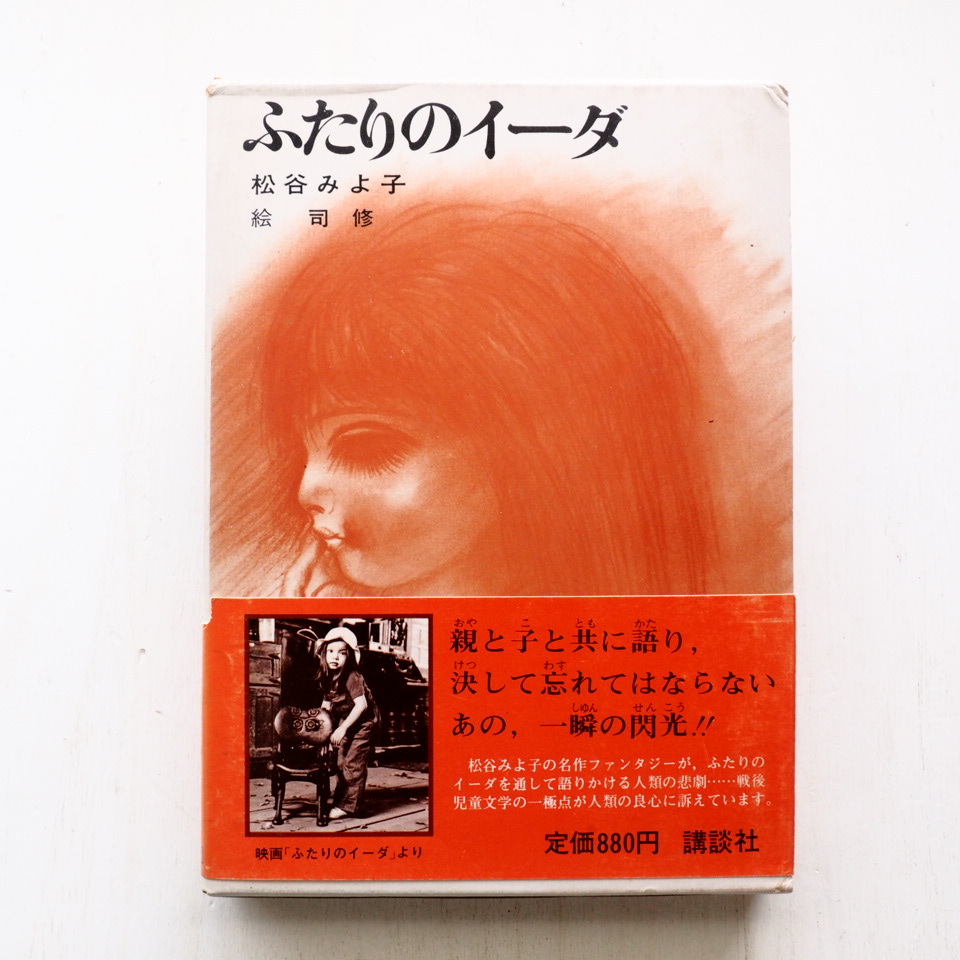 ふたりのイーダ
松谷みよ子
絵 司 修
親と子と共に語り,
決して忘れてはならない
あの, 一瞬の閃光!!
松谷みよ子の名作ファンタジーが, ふたりの
イーダを通して語りかける人類の悲劇……戦後
児童文学の一極点が人類の良心に訴えています。
映画「ふたりのイーダ」より
定価880円 講談社